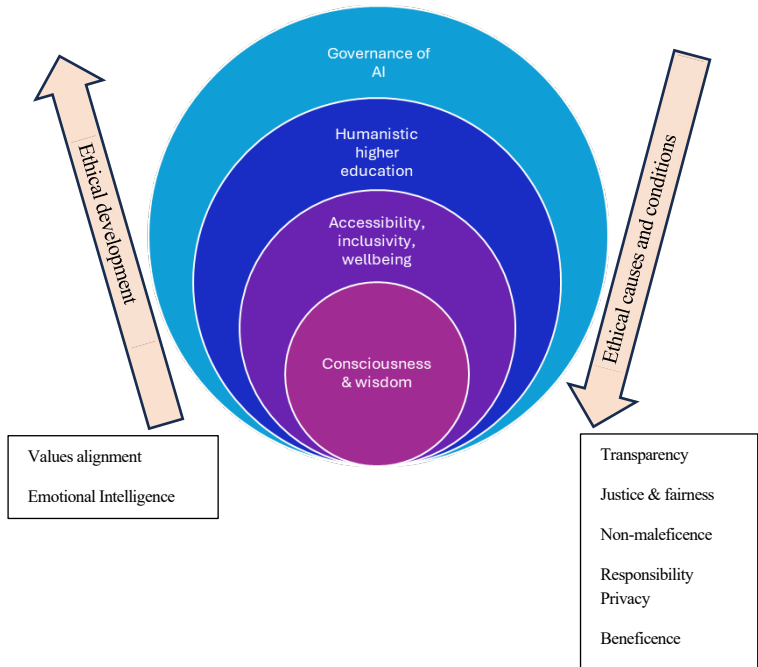 Governance of
AI
Humanistic
higher
education
Accessibility,
inclusivity,
wellbeing
Consciousness
& wisdom
Ethical development
Ethical causes and conditions
Values alignment
Emotional Intelligence
Transparency
Justice & fairness
Non-maleficence
Responsibility
Privacy
Beneficence